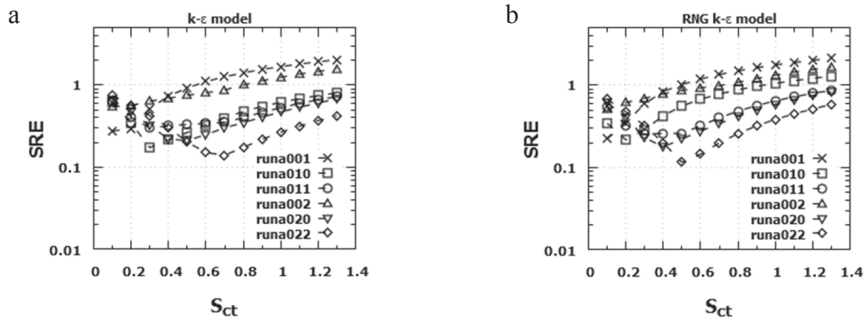 a
k-ε model
SRE
1
0.1
0.01
runa001
runa010
runa011
runa002
runa020
runa022
0 0.2 0.4 0.6 0.8 1 1.2 1.4
Sct
b
RNG k-ε model
SRE
1
0.1
0.01
runa001
runa010
runa011
runa002
runa020
runa022
0 0.2 0.4 0.6 0.8 1 1.2 1.4
Sct